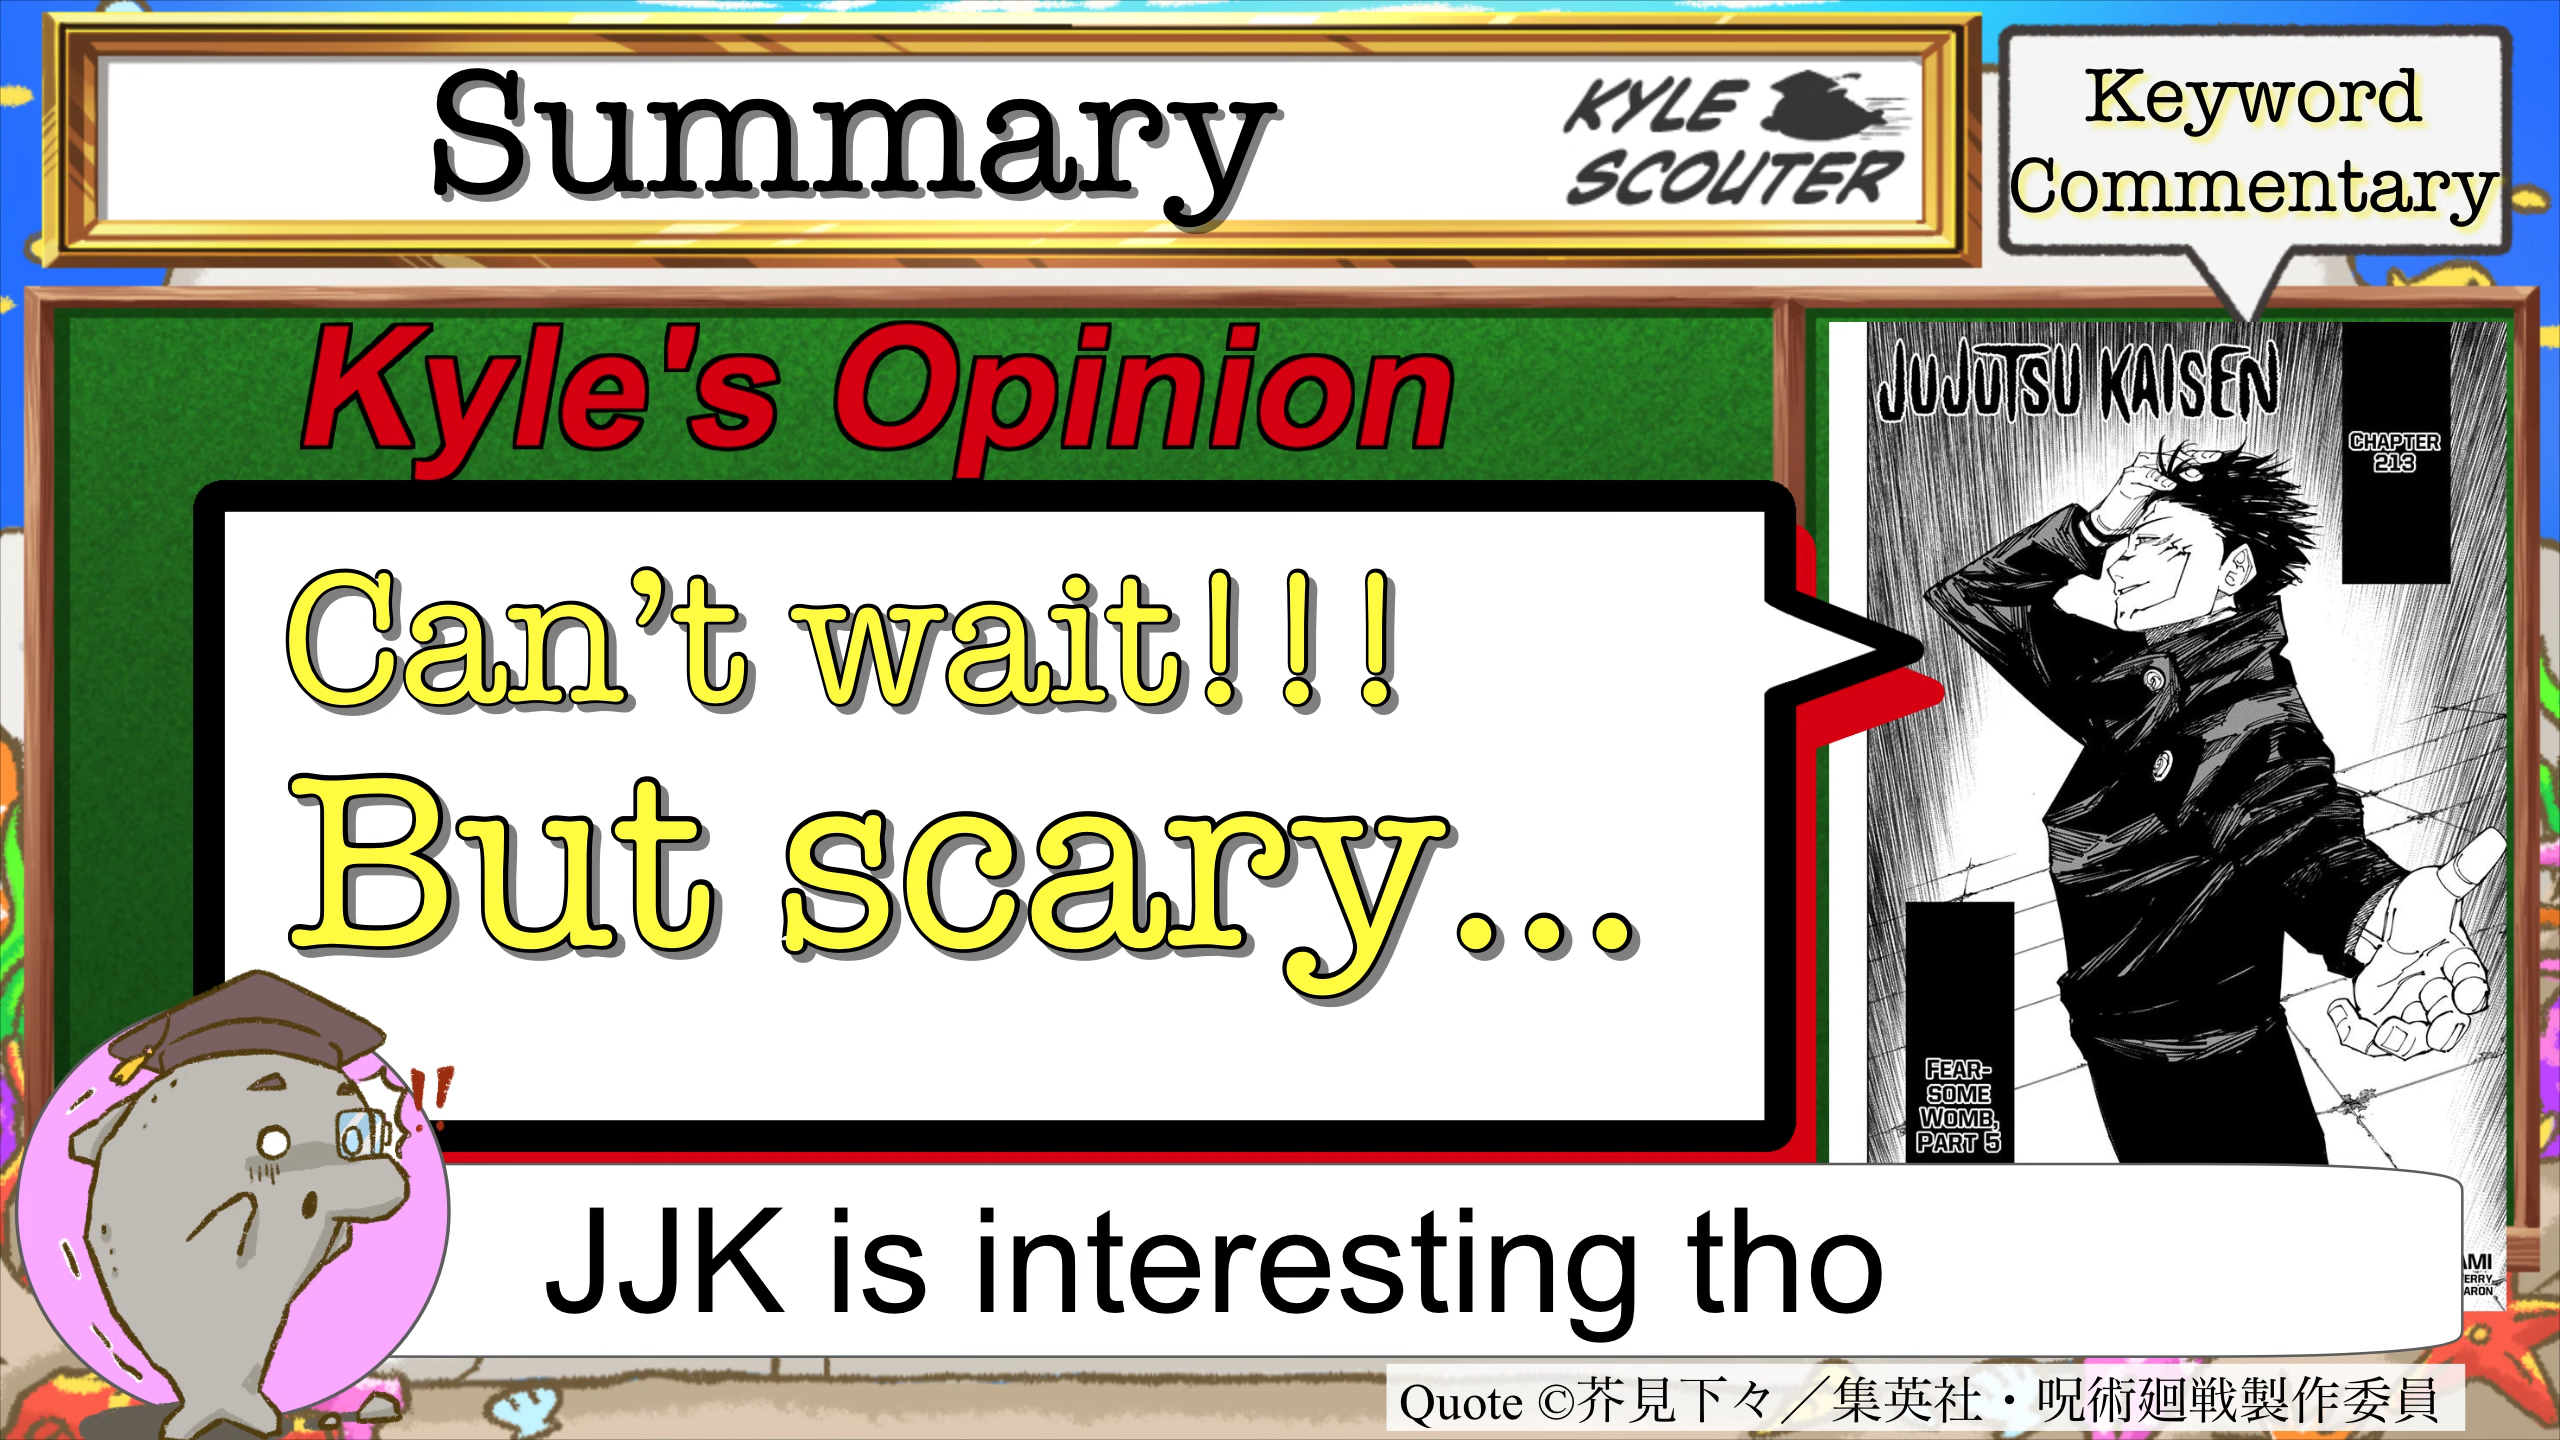 Summary
KYLE
SCOUTER
Keyword
Commentary
Kyle's Opinion
Can’t wait!!!
But scary...
JUJUTSU KAISEN
CHAPTER
213
FEAR-
SOME
WOMB,
PART 5
!!
JJK is interesting tho
Quote ©芥見下々／集英社・呪術廻戦製作委員